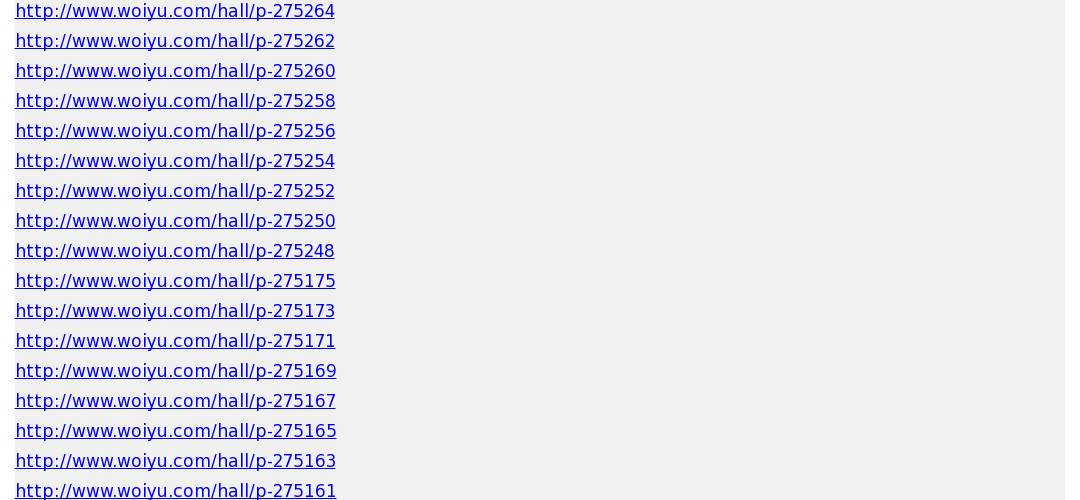 http://www.woiyu.com/hall/p-275264
http://www.woiyu.com/hall/p-275262
http://www.woiyu.com/hall/p-275260
http://www.woiyu.com/hall/p-275258
http://www.woiyu.com/hall/p-275256
http://www.woiyu.com/hall/p-275254
http://www.woiyu.com/hall/p-275252
http://www.woiyu.com/hall/p-275250
http://www.woiyu.com/hall/p-275248
http://www.woiyu.com/hall/p-275175
http://www.woiyu.com/hall/p-275173
http://www.woiyu.com/hall/p-275171
http://www.woiyu.com/hall/p-275169
http://www.woiyu.com/hall/p-275167
http://www.woiyu.com/hall/p-275165
http://www.woiyu.com/hall/p-275163
http://www.woiyu.com/hall/p-275161